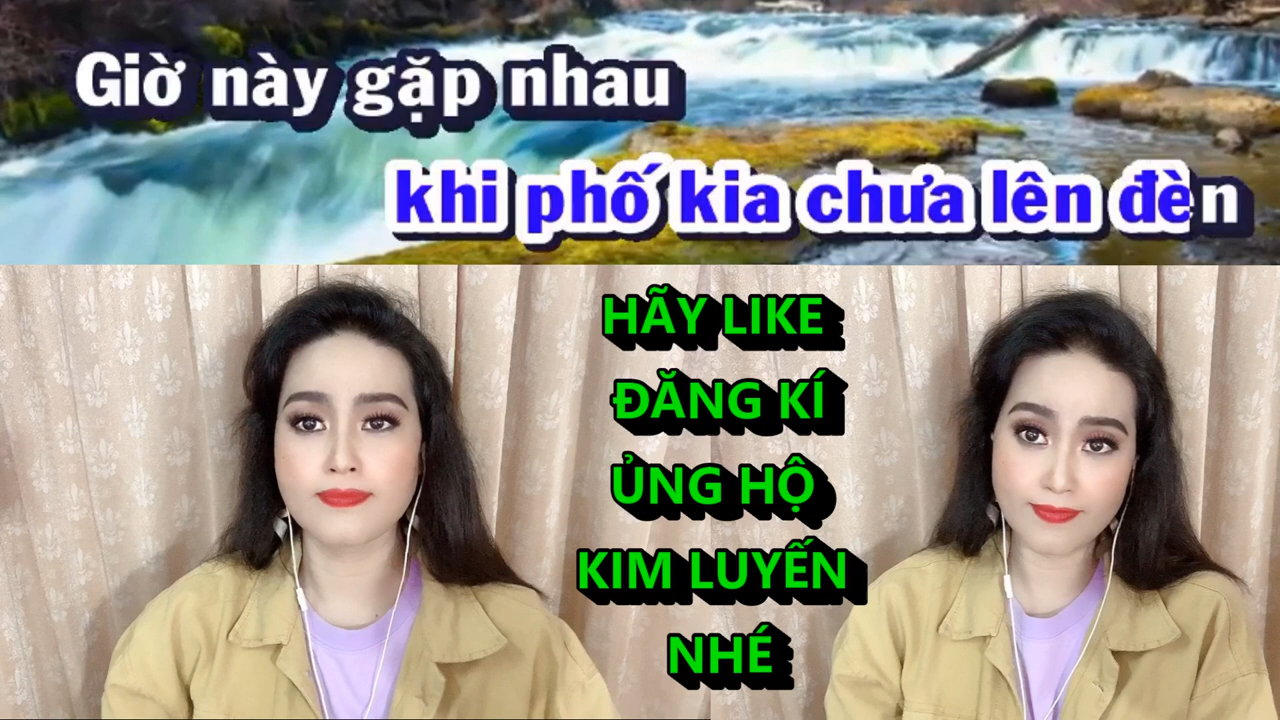 Giờ này gặp nhau
khi phố kia chưa lên đèn
HÃY LIKE
ĐĂNG KÍ
ỦNG HỘ
KIM LUYẾN
NHÉ